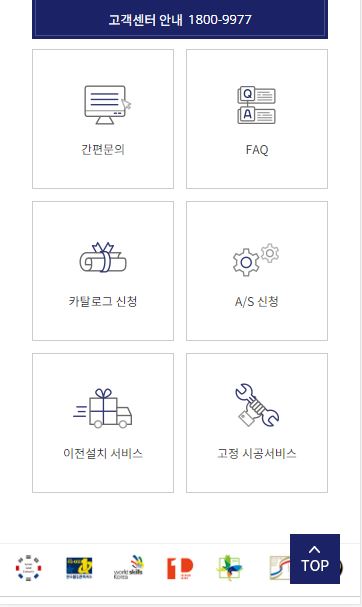 고객센터 안내 1800-9977
간편문의
FAQ
카탈로그 신청
A/S 신청
이전설치 서비스
고정 시공서비스
TOP
world skills
Korea